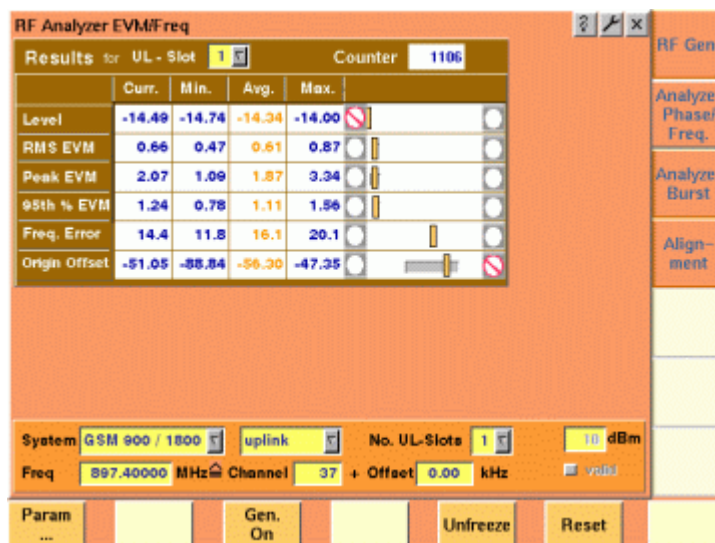 RF Analyzer EVM/Freq
Results for UL - Slot 1 Counter 1106
Curr. Min. Avg. Max.
Level -14.49 -14.74 -14.34 -14.00
RMS EVM 0.66 0.47 0.61 0.87
Peak EVM 2.07 1.09 1.87 3.34
95th % EVM 1.24 0.78 1.11 1.56
Freq. Error 14.4 11.8 16.1 20.1
Origin Offset -51.05 -88.84 -56.30 -47.35
RF Gen
Analyze
Phase/
Freq.
Analyze
Burst
Align-
ment
System GSM 900 / 1800 uplink No. UL-Slots 1 10 dBm
Freq 897.40000 MHz Channel 37 + Offset 0.00 kHz valid
Param
...
Gen.
On
Unfreeze
Reset